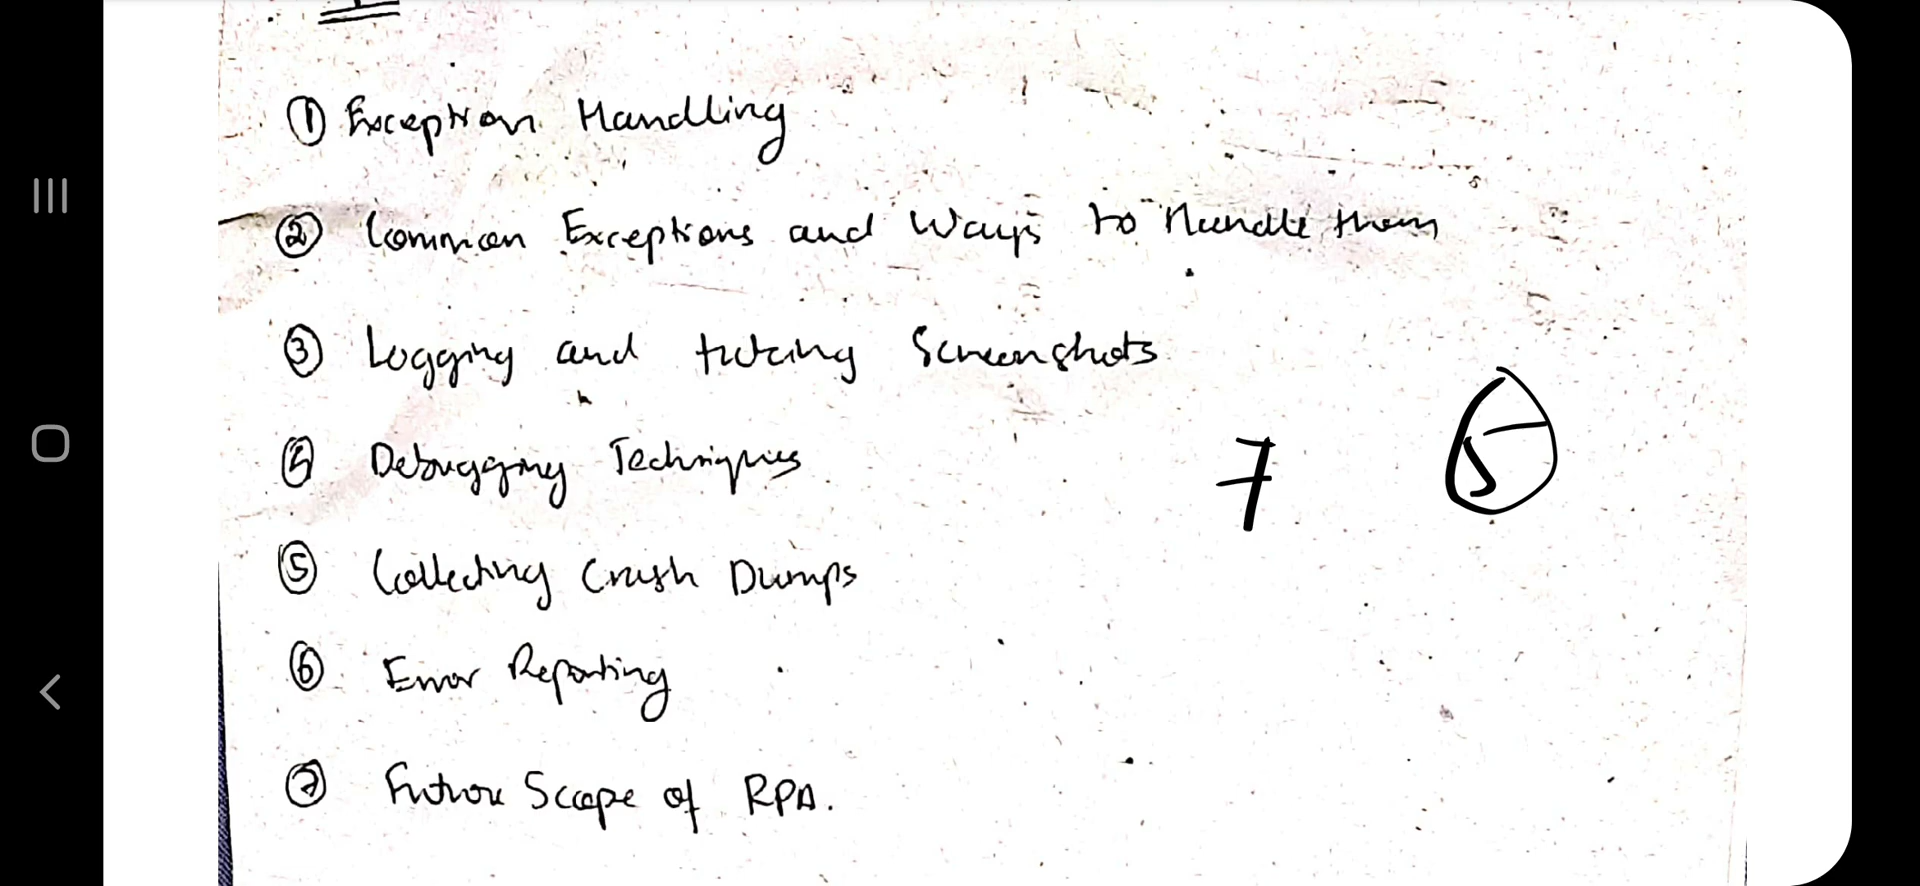 ① Exception Handling
② Common Exceptions and Ways to Handle them
③ Logging and taking Screenshots
④ Debugging Techniques
⑤ Collecting Crush Dumps
⑥ Error Reporting
⑦ Future Scope of RPA.
7 ⑤